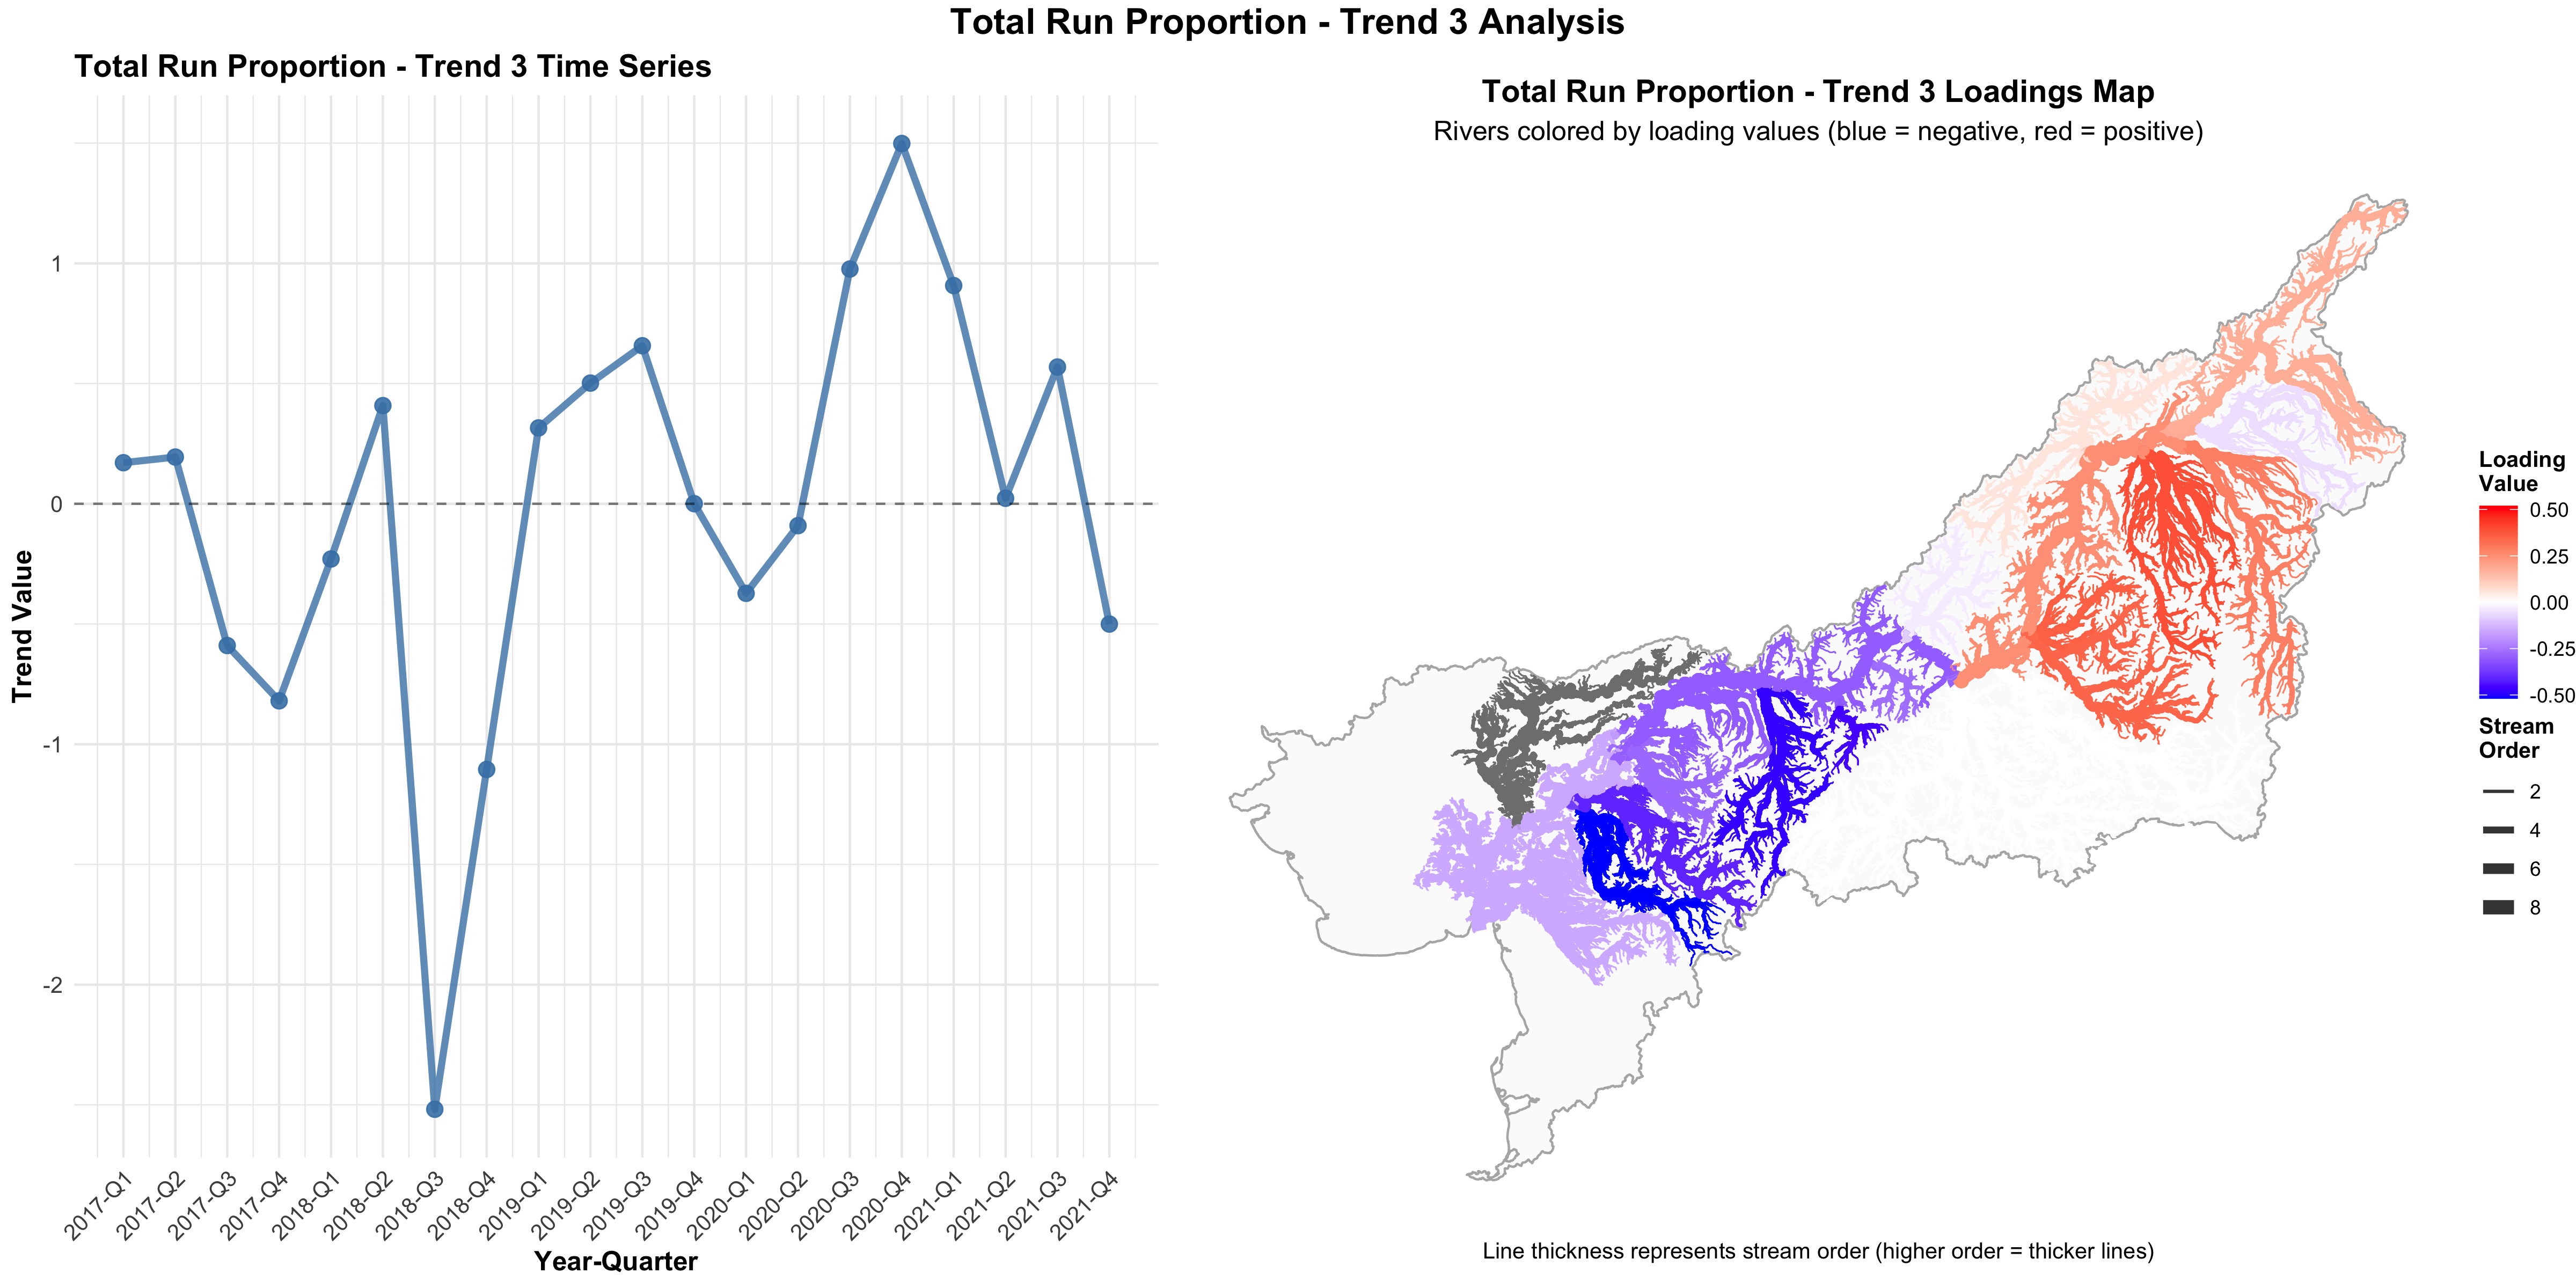 Total Run Proportion - Trend 3 Analysis
Total Run Proportion - Trend 3 Time Series
Trend Value
1
0
-1
-2
2017-Q1
2017-Q2
2017-Q3
2017-Q4
2018-Q1
2018-Q2
2018-Q3
2018-Q4
2019-Q1
2019-Q2
2019-Q3
2019-Q4
2020-Q1
2020-Q2
2020-Q3
2020-Q4
2021-Q1
2021-Q2
2021-Q3
2021-Q4
Year-Quarter
Total Run Proportion - Trend 3 Loadings Map
Rivers colored by loading values (blue = negative, red = positive)
Loading
Value
0.50
0.25
0.00
-0.25
-0.50
Stream
Order
2
4
6
8
Line thickness represents stream order (higher order = thicker lines)